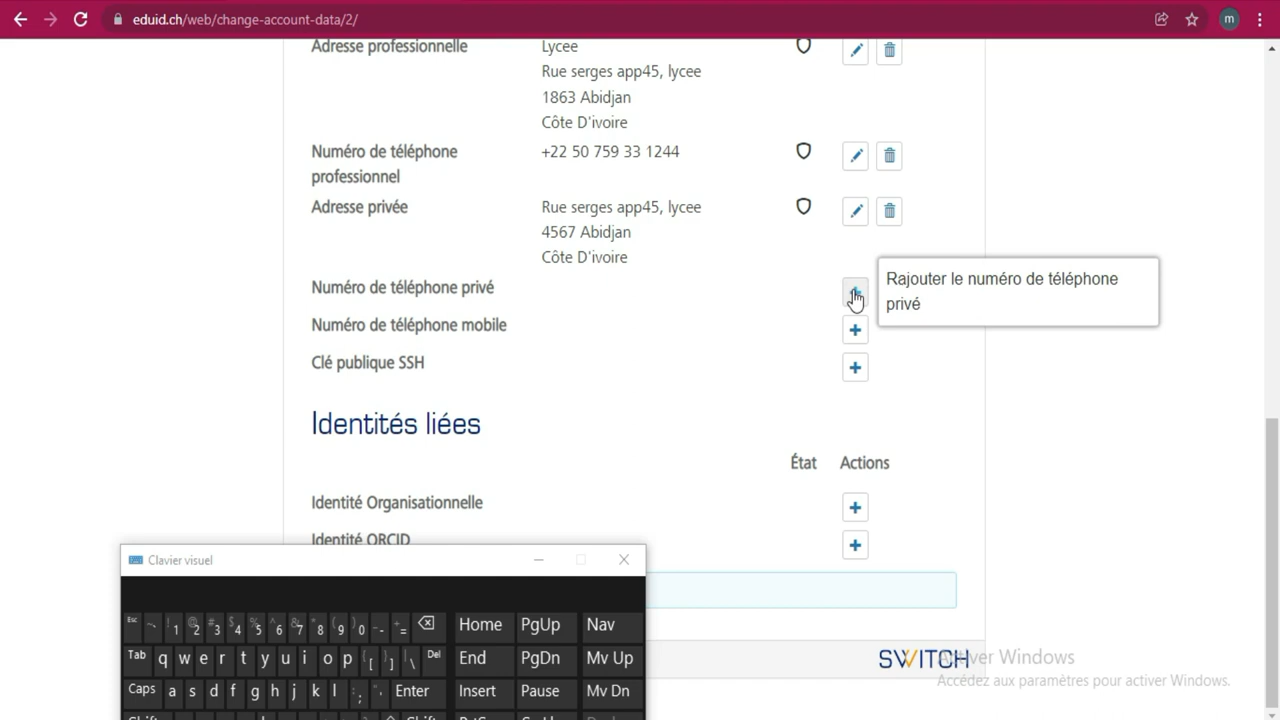 eduid.ch/web/change-account-data/2/
m
Adresse professionnelle
Lycee
Rue serges app45, lycee
1863 Abidjan
Côte D'ivoire
Numéro de téléphone
professionnel
+22 50 759 33 1244
Adresse privée
Rue serges app45, lycee
4567 Abidjan
Côte D'ivoire
Numéro de téléphone privé
Rajouter le numéro de téléphone
privé
Numéro de téléphone mobile
Clé publique SSH
Identités liées
État Actions
Identité Organisationnelle
Identité ORCID
Clavier visuel
Esc ~ ` ! 1 @ 2 # 3 $ 4 % 5 ^ 6 & 7 * 8 ( 9 ) 0 _ - + = Home PgUp Nav
Tab q w e r t y u i o p { [ } ] | \ Del End PgDn Mv Up
Caps a s d f g h j k l : ; " ' Enter Insert Pause Mv Dn
SWITCH
Activer Windows
Accédez aux paramètres pour activer Windows.